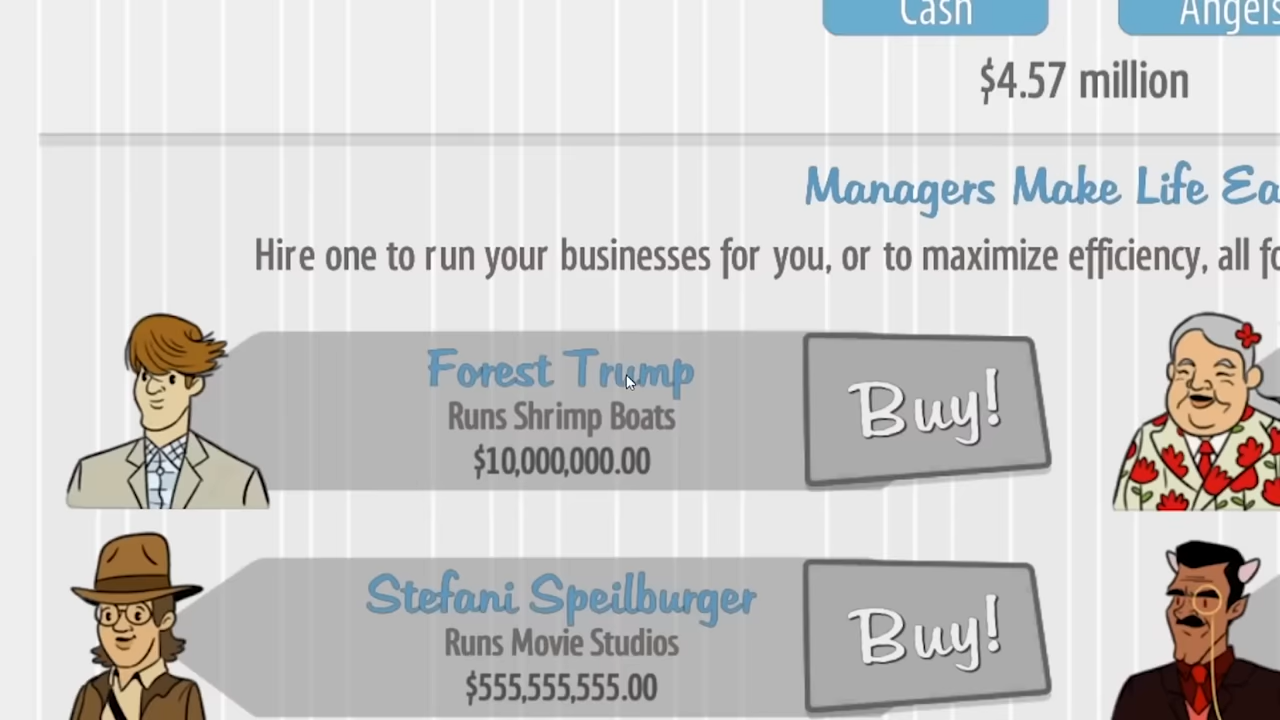 Cash
Angels
$4.57 million
Managers Make Life Ea
Hire one to run your businesses for you, or to maximize efficiency, all fo
Forest Trump
Runs Shrimp Boats
$10,000,000.00
Buy!
Stefani Speilburger
Runs Movie Studios
$555,555,555.00
Buy!